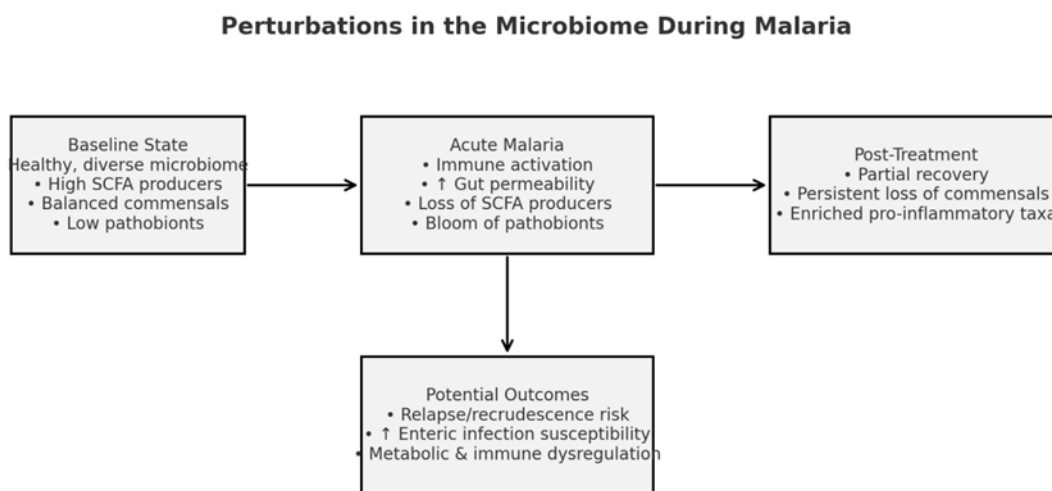 Perturbations in the Microbiome During Malaria
Baseline State
Healthy, diverse microbiome
• High SCFA producers
• Balanced commensals
• Low pathobionts
Acute Malaria
• Immune activation
• ↑ Gut permeability
• Loss of SCFA producers
• Bloom of pathobionts
Post-Treatment
• Partial recovery
• Persistent loss of commensals
• Enriched pro-inflammatory taxa
Potential Outcomes
• Relapse/recrudescence risk
• ↑ Enteric infection susceptibility
• Metabolic & immune dysregulation